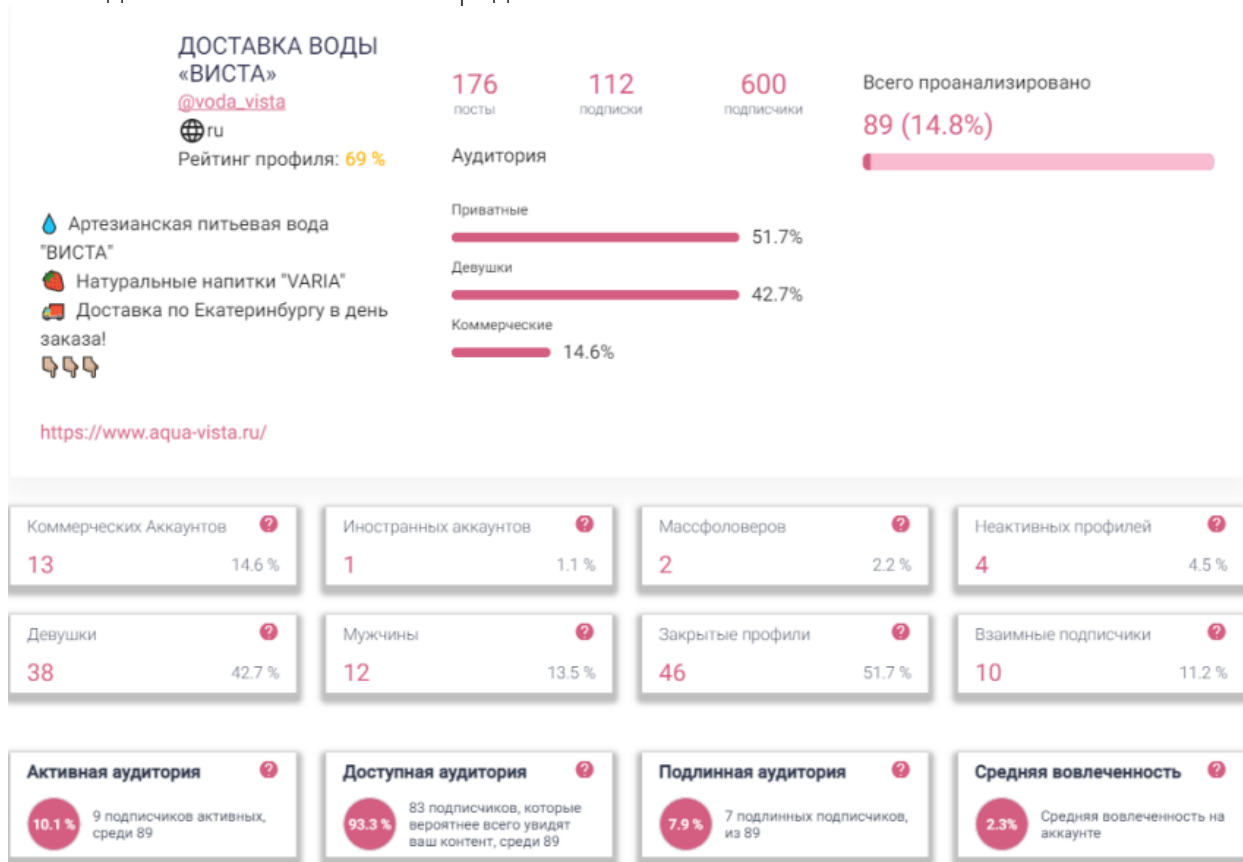 ДОСТАВКА ВОДЫ
«ВИСТА»
@voda_vista
ru
Рейтинг профиля: 69 %
💧 Артезианская питьевая вода
"ВИСТА"
🍓 Натуральные напитки "VARIA"
🚚 Доставка по Екатеринбургу в день
заказа!
👇🏼👇🏼👇🏼
https://www.aqua-vista.ru/
176 112 600
посты подписки подписчики
Аудитория
Приватные
51.7%
Девушки
42.7%
Коммерческие
14.6%
Всего проанализировано
89 (14.8%)
Коммерческих Аккаунтов ?
13 14.6 %
Иностранных аккаунтов ?
1 1.1 %
Массфоловеров ?
2 2.2 %
Неактивных профилей ?
4 4.5 %
Девушки ?
38 42.7 %
Мужчины ?
12 13.5 %
Закрытые профили ?
46 51.7 %
Взаимные подписчики ?
10 11.2 %
Активная аудитория ?
10.1 %
9 подписчиков активных,
среди 89
Доступная аудитория ?
93.3 %
83 подписчиков, которые
вероятнее всего увидят
ваш контент, среди 89
Подлинная аудитория ?
7.9 %
7 подлинных подписчиков,
из 89
Средняя вовлеченность ?
2.3%
Средняя вовлеченность на
аккаунте